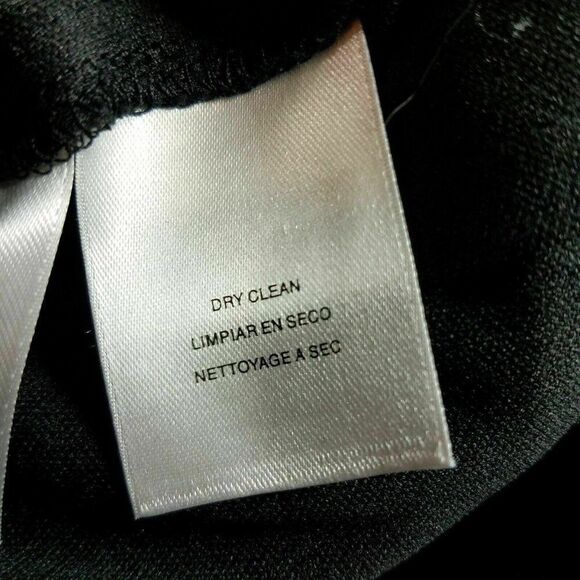 DRY CLEAN
LIMPIAR EN SECO
NETTOYAGE A SEC